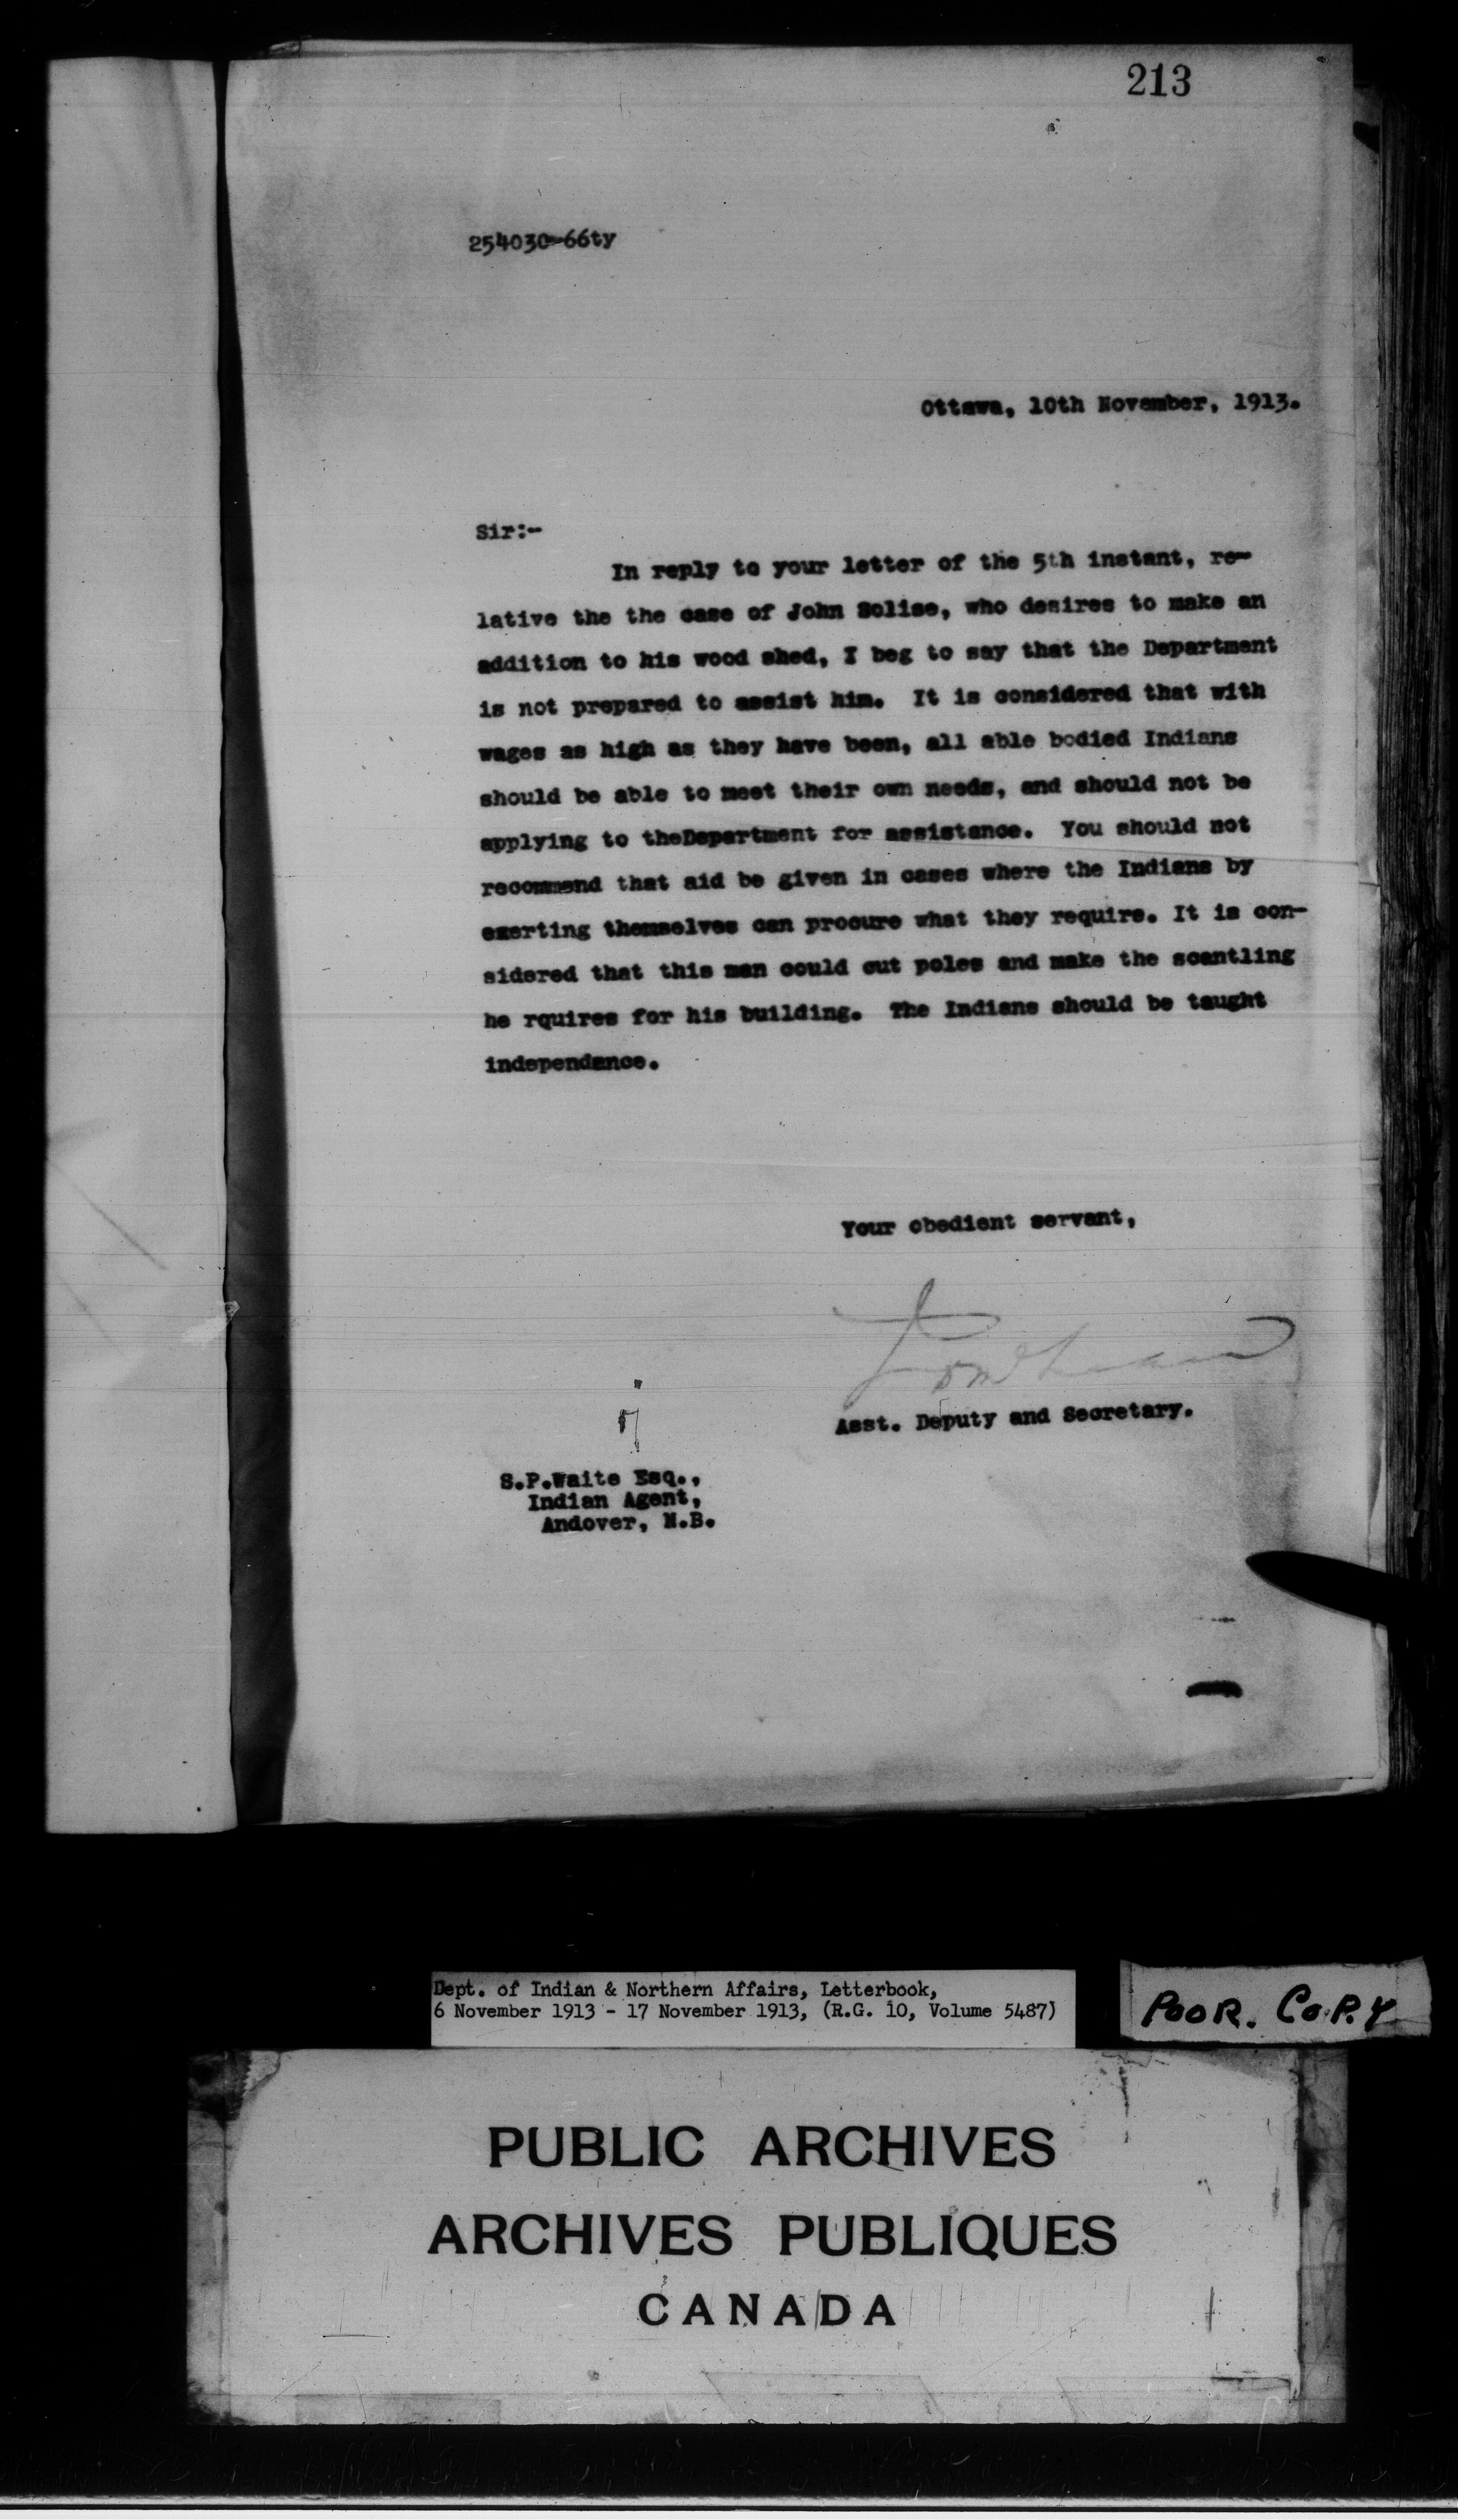 213
254030-66ty
Ottawa, 10th November, 1913.
Sir:-
In reply to your letter of the 5th instant, re-
lative the the case of John Solise, who desires to make an
addition to his wood shed, I beg to say that the Department
is not prepared to assist him. It is considered that with
wages as high as they have been, all able bodied Indians
should be able to meet their own needs, and should not be
applying to theDepartment for assistance. You should not
recommend that aid be given in cases where the Indians by
exerting themselves can procure what they require. It is con-
sidered that this man could cut poles and make the scantling
he rquires for his building. The Indians should be taught
independance.
Your obedient servant,
Asst. Deputy and Secretary.
S.P.Waite Esq.,
Indian Agent,
Andover, N.B.
Dept. of Indian & Northern Affairs, Letterbook,
6 November 1913 - 17 November 1913, (R.G. 10, Volume 5487)
POOR. COPY
PUBLIC ARCHIVES
ARCHIVES PUBLIQUES
CANADA